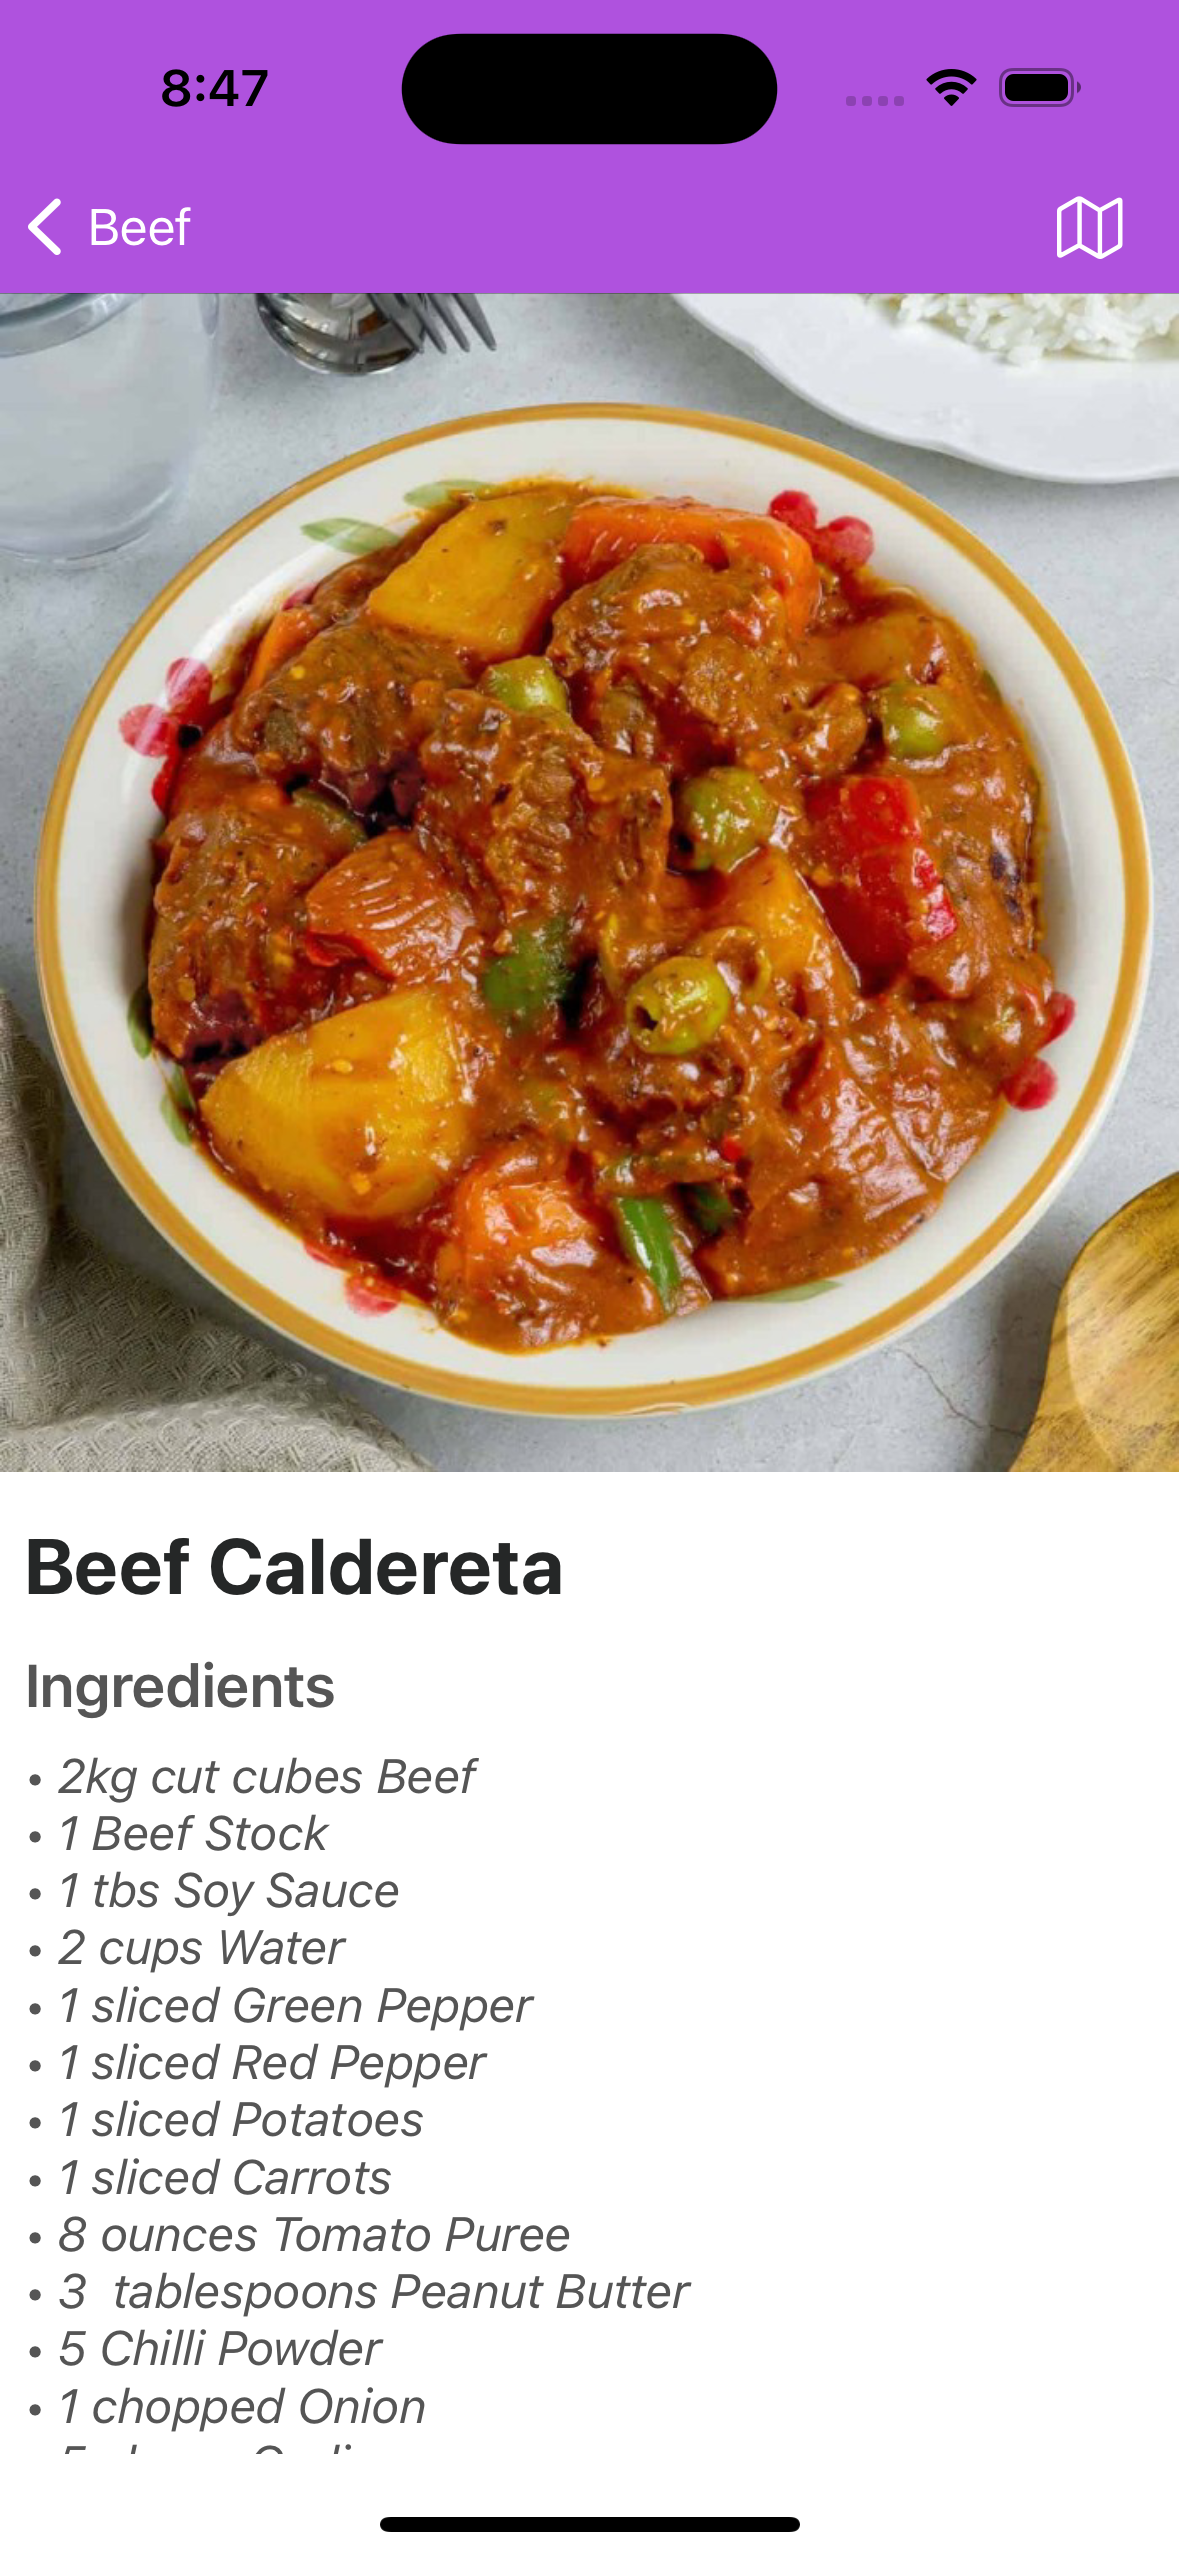 8:47
Beef
Beef Caldereta
Ingredients
• 2kg cut cubes Beef
• 1 Beef Stock
• 1 tbs Soy Sauce
• 2 cups Water
• 1 sliced Green Pepper
• 1 sliced Red Pepper
• 1 sliced Potatoes
• 1 sliced Carrots
• 8 ounces Tomato Puree
• 3  tablespoons Peanut Butter
• 5 Chilli Powder
• 1 chopped Onion